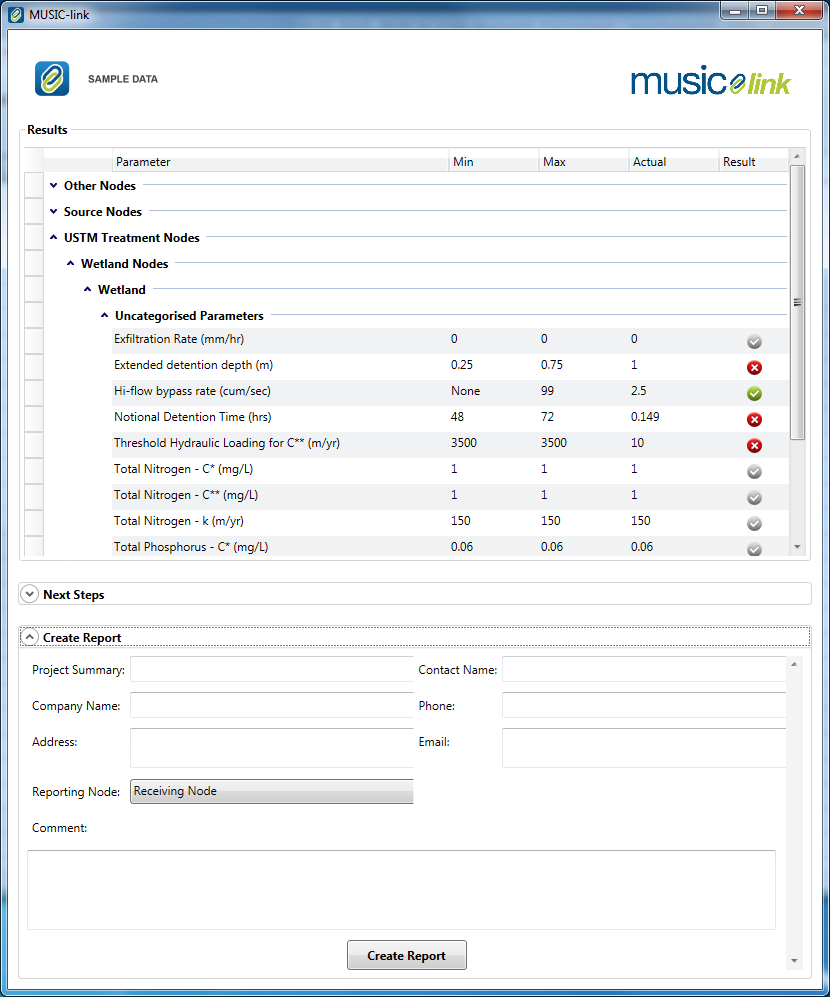 MUSIC-link
SAMPLE DATA
music link
Results
Parameter Min Max Actual Result
Other Nodes
Source Nodes
USTM Treatment Nodes
Wetland Nodes
Wetland
Uncategorised Parameters
Exfiltration Rate (mm/hr) 0 0 0
Extended detention depth (m) 0.25 0.75 1
Hi-flow bypass rate (cum/sec) None 99 2.5
Notional Detention Time (hrs) 48 72 0.149
Threshold Hydraulic Loading for C** (m/yr) 3500 3500 10
Total Nitrogen - C* (mg/L) 1 1 1
Total Nitrogen - C** (mg/L) 1 1 1
Total Nitrogen - k (m/yr) 150 150 150
Total Phosphorus - C* (mg/L) 0.06 0.06 0.06
Next Steps
Create Report
Project Summary: Contact Name:
Company Name: Phone:
Address: Email:
Reporting Node: Receiving Node
Comment:
Create Report